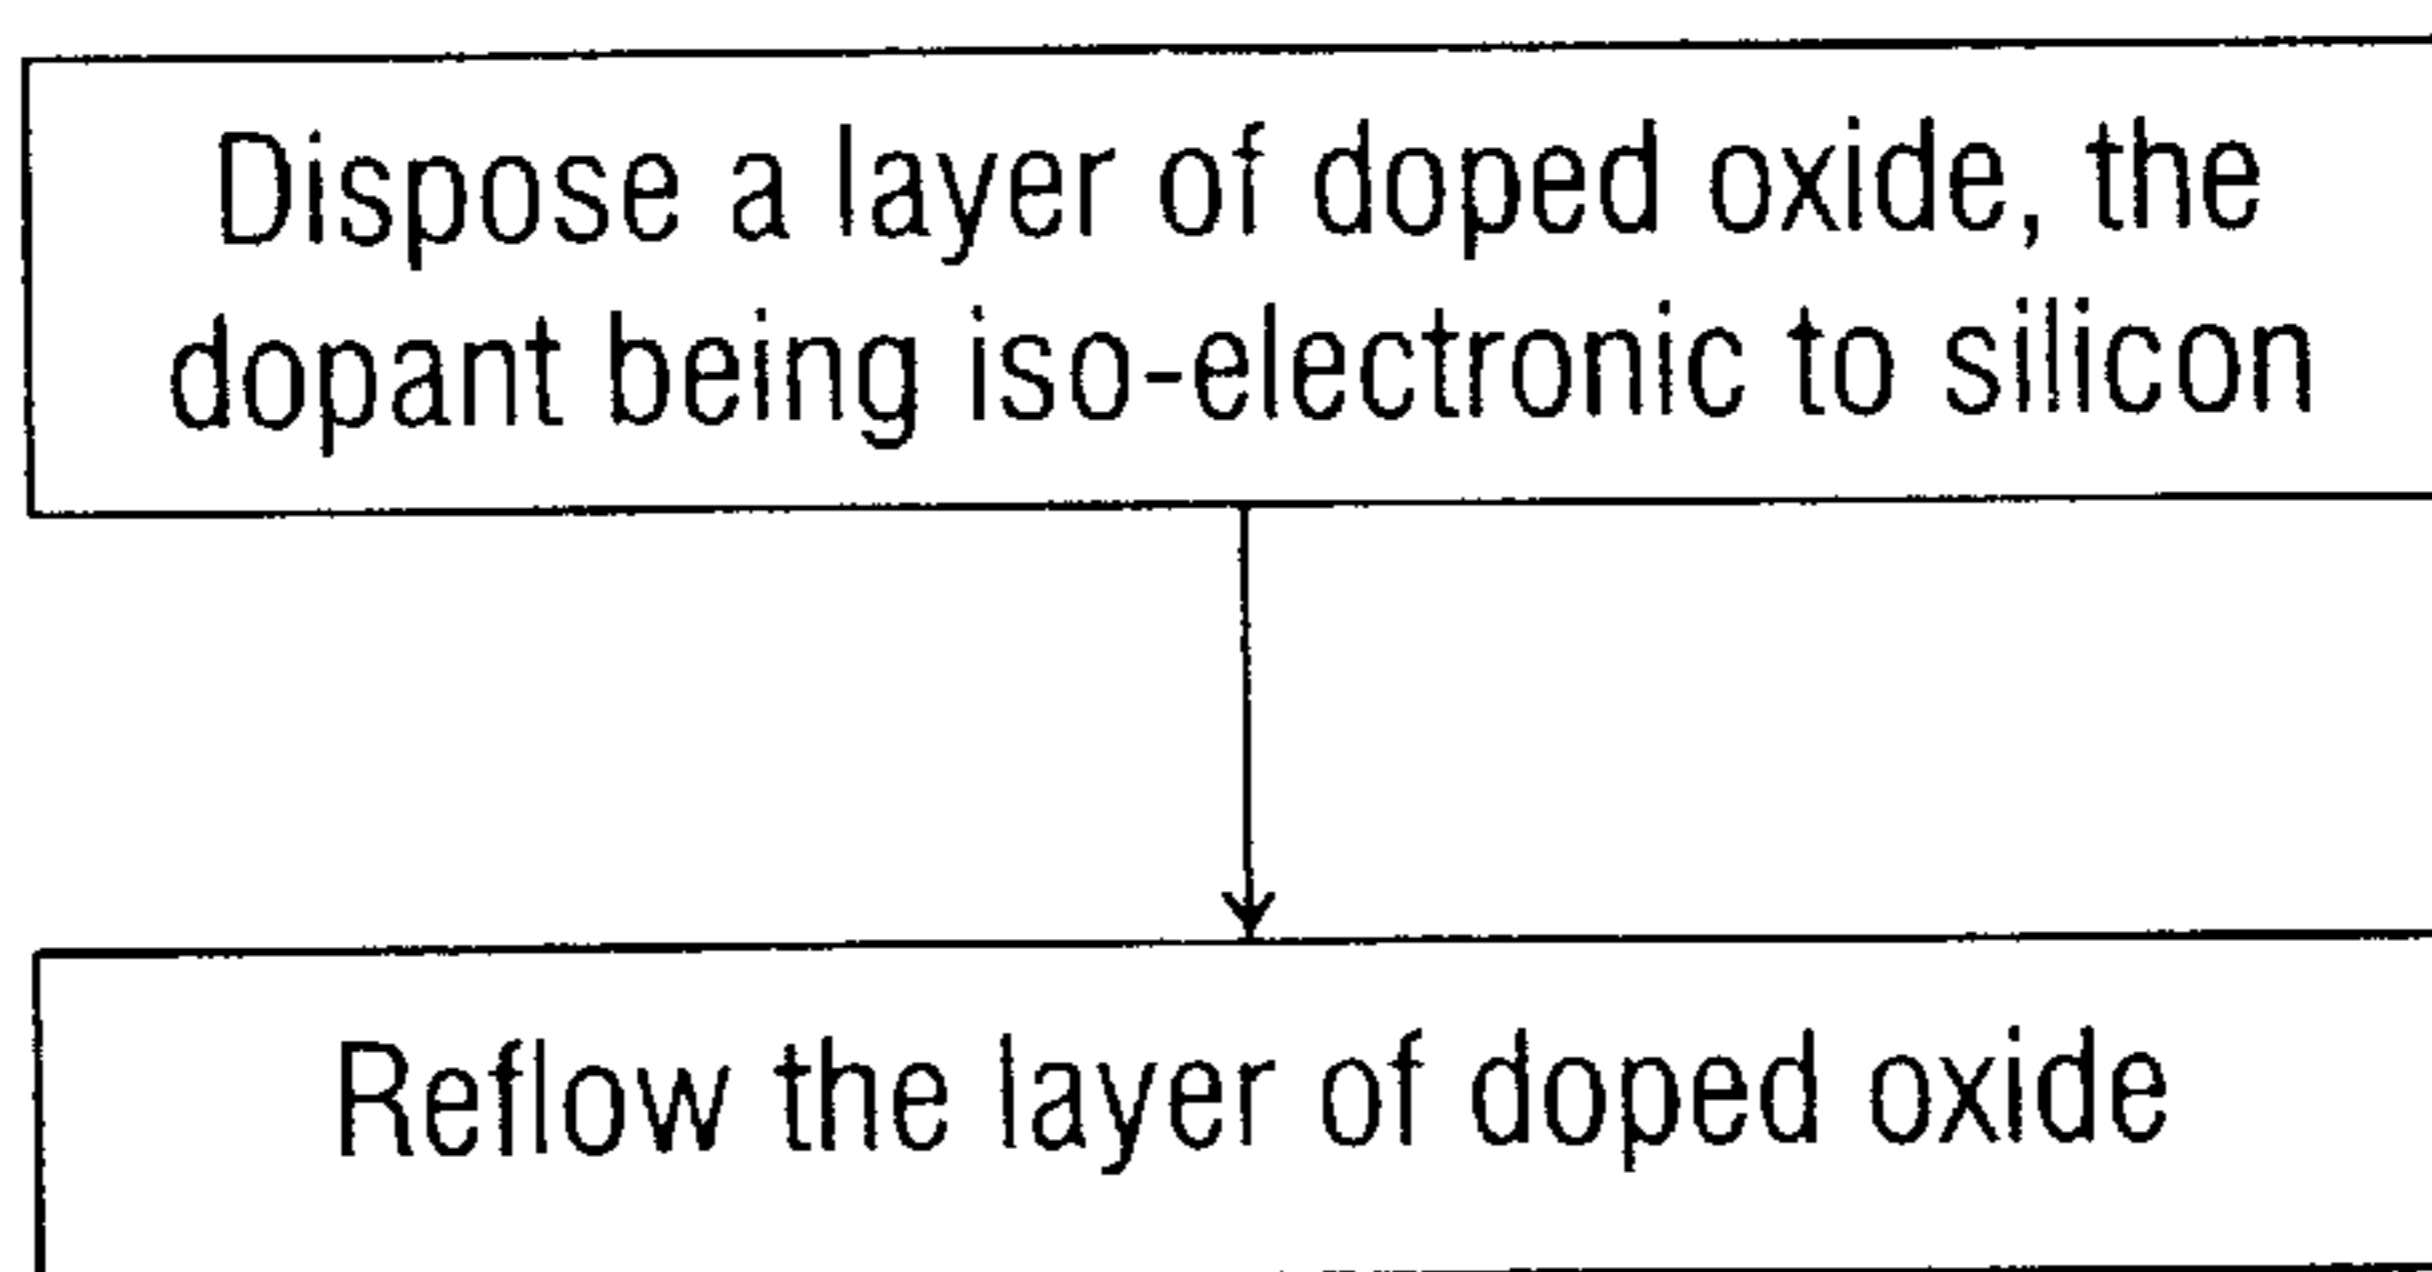 Dispose a layer of doped oxide, the
dopant being iso-electronic to silicon
Reflow the layer of doped oxide